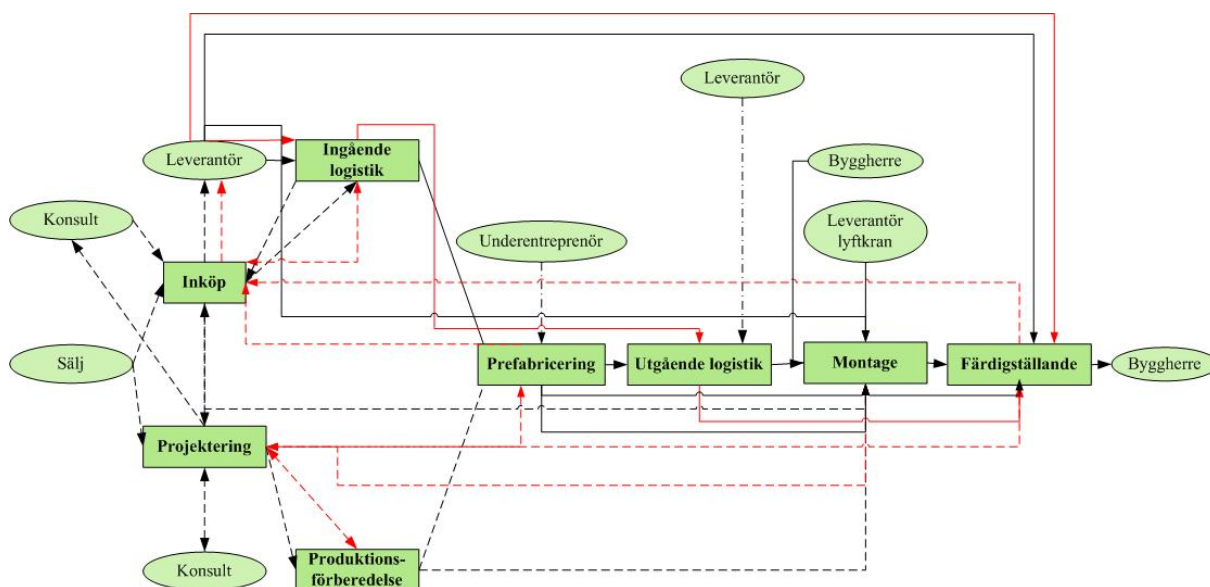 Leverantör
Ingående
logistik
Leverantör
Byggherre
Konsult
Underentreprenör
Leverantör
lyftkran
Inköp
Sälj
Prefabricering
Utgående logistik
Montage
Färdigställande
Byggherre
Projektering
Konsult
Produktions-
förberedelse